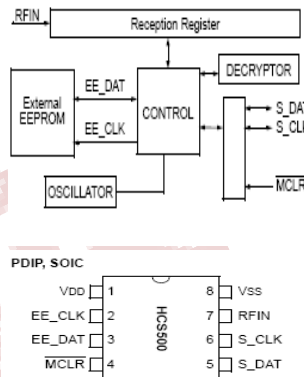 RFIN
Reception Register
EE_DAT
DECRYPTOR
External
EEPROM
CONTROL
S_DAT
EE_CLK
S_CLK
OSCILLATOR
MCLR
PDIP, SOIC
VDD 1
8 VSS
EE_CLK 2
7 RFIN
EE_DAT 3
6 S_CLK
MCLR 4
5 S_DAT
HCS500